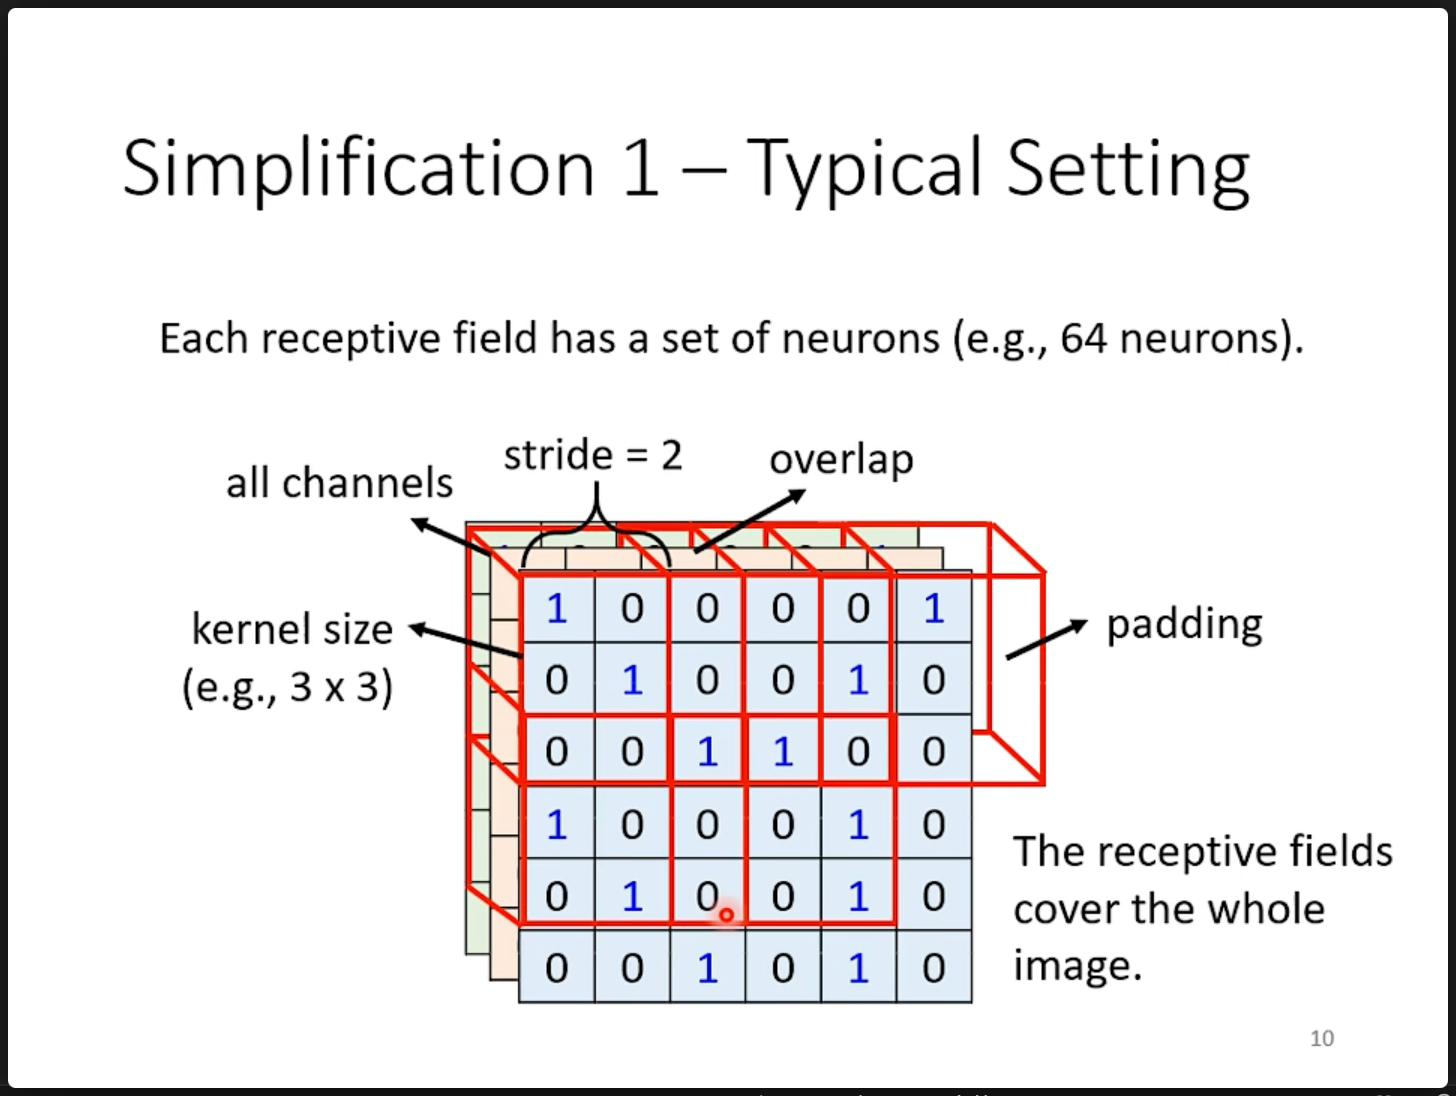 Simplification 1 – Typical Setting
Each receptive field has a set of neurons (e.g., 64 neurons).
stride = 2
overlap
all channels
kernel size
(e.g., 3 x 3)
padding
1 0 0 0 0 1
0 1 0 0 1 0
0 0 1 1 0 0
1 0 0 0 1 0
0 1 0 0 1 0
0 0 1 0 1 0
The receptive fields
cover the whole
image.
10